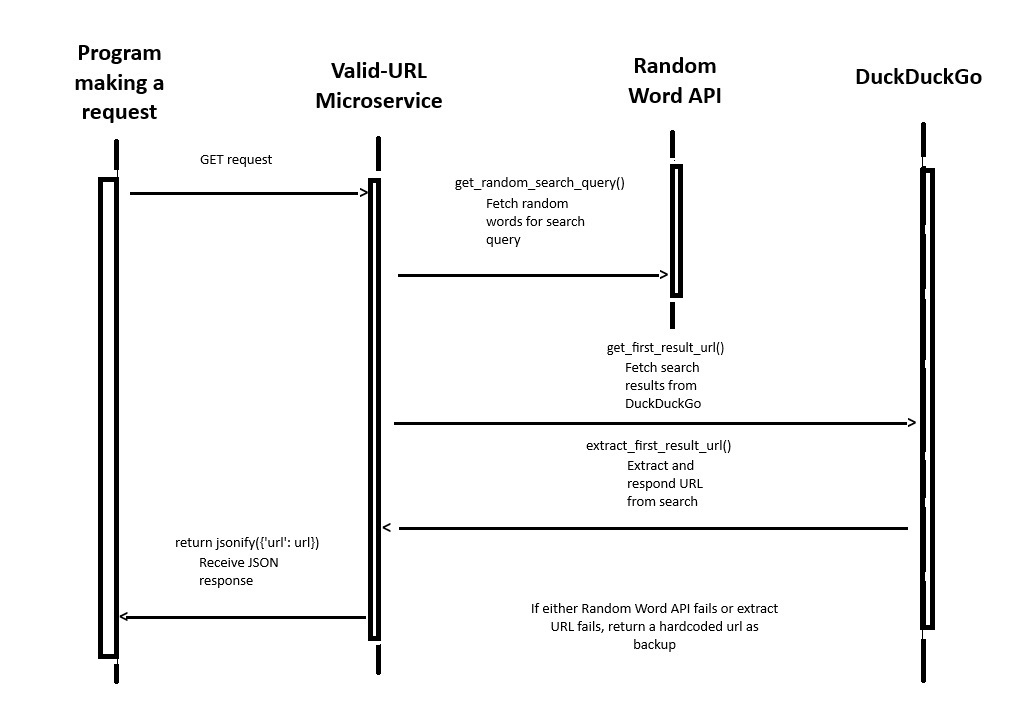 Program
making a
request
Valid-URL
Microservice
Random
Word API
DuckDuckGo
GET request
get_random_search_query()
Fetch random
words for search
query
get_first_result_url()
Fetch search
results from
DuckDuckGo
extract_first_result_url()
Extract and
respond URL
from search
return jsonify({'url': url})
Receive JSON
response
If either Random Word API fails or extract
URL fails, return a hardcoded url as
backup